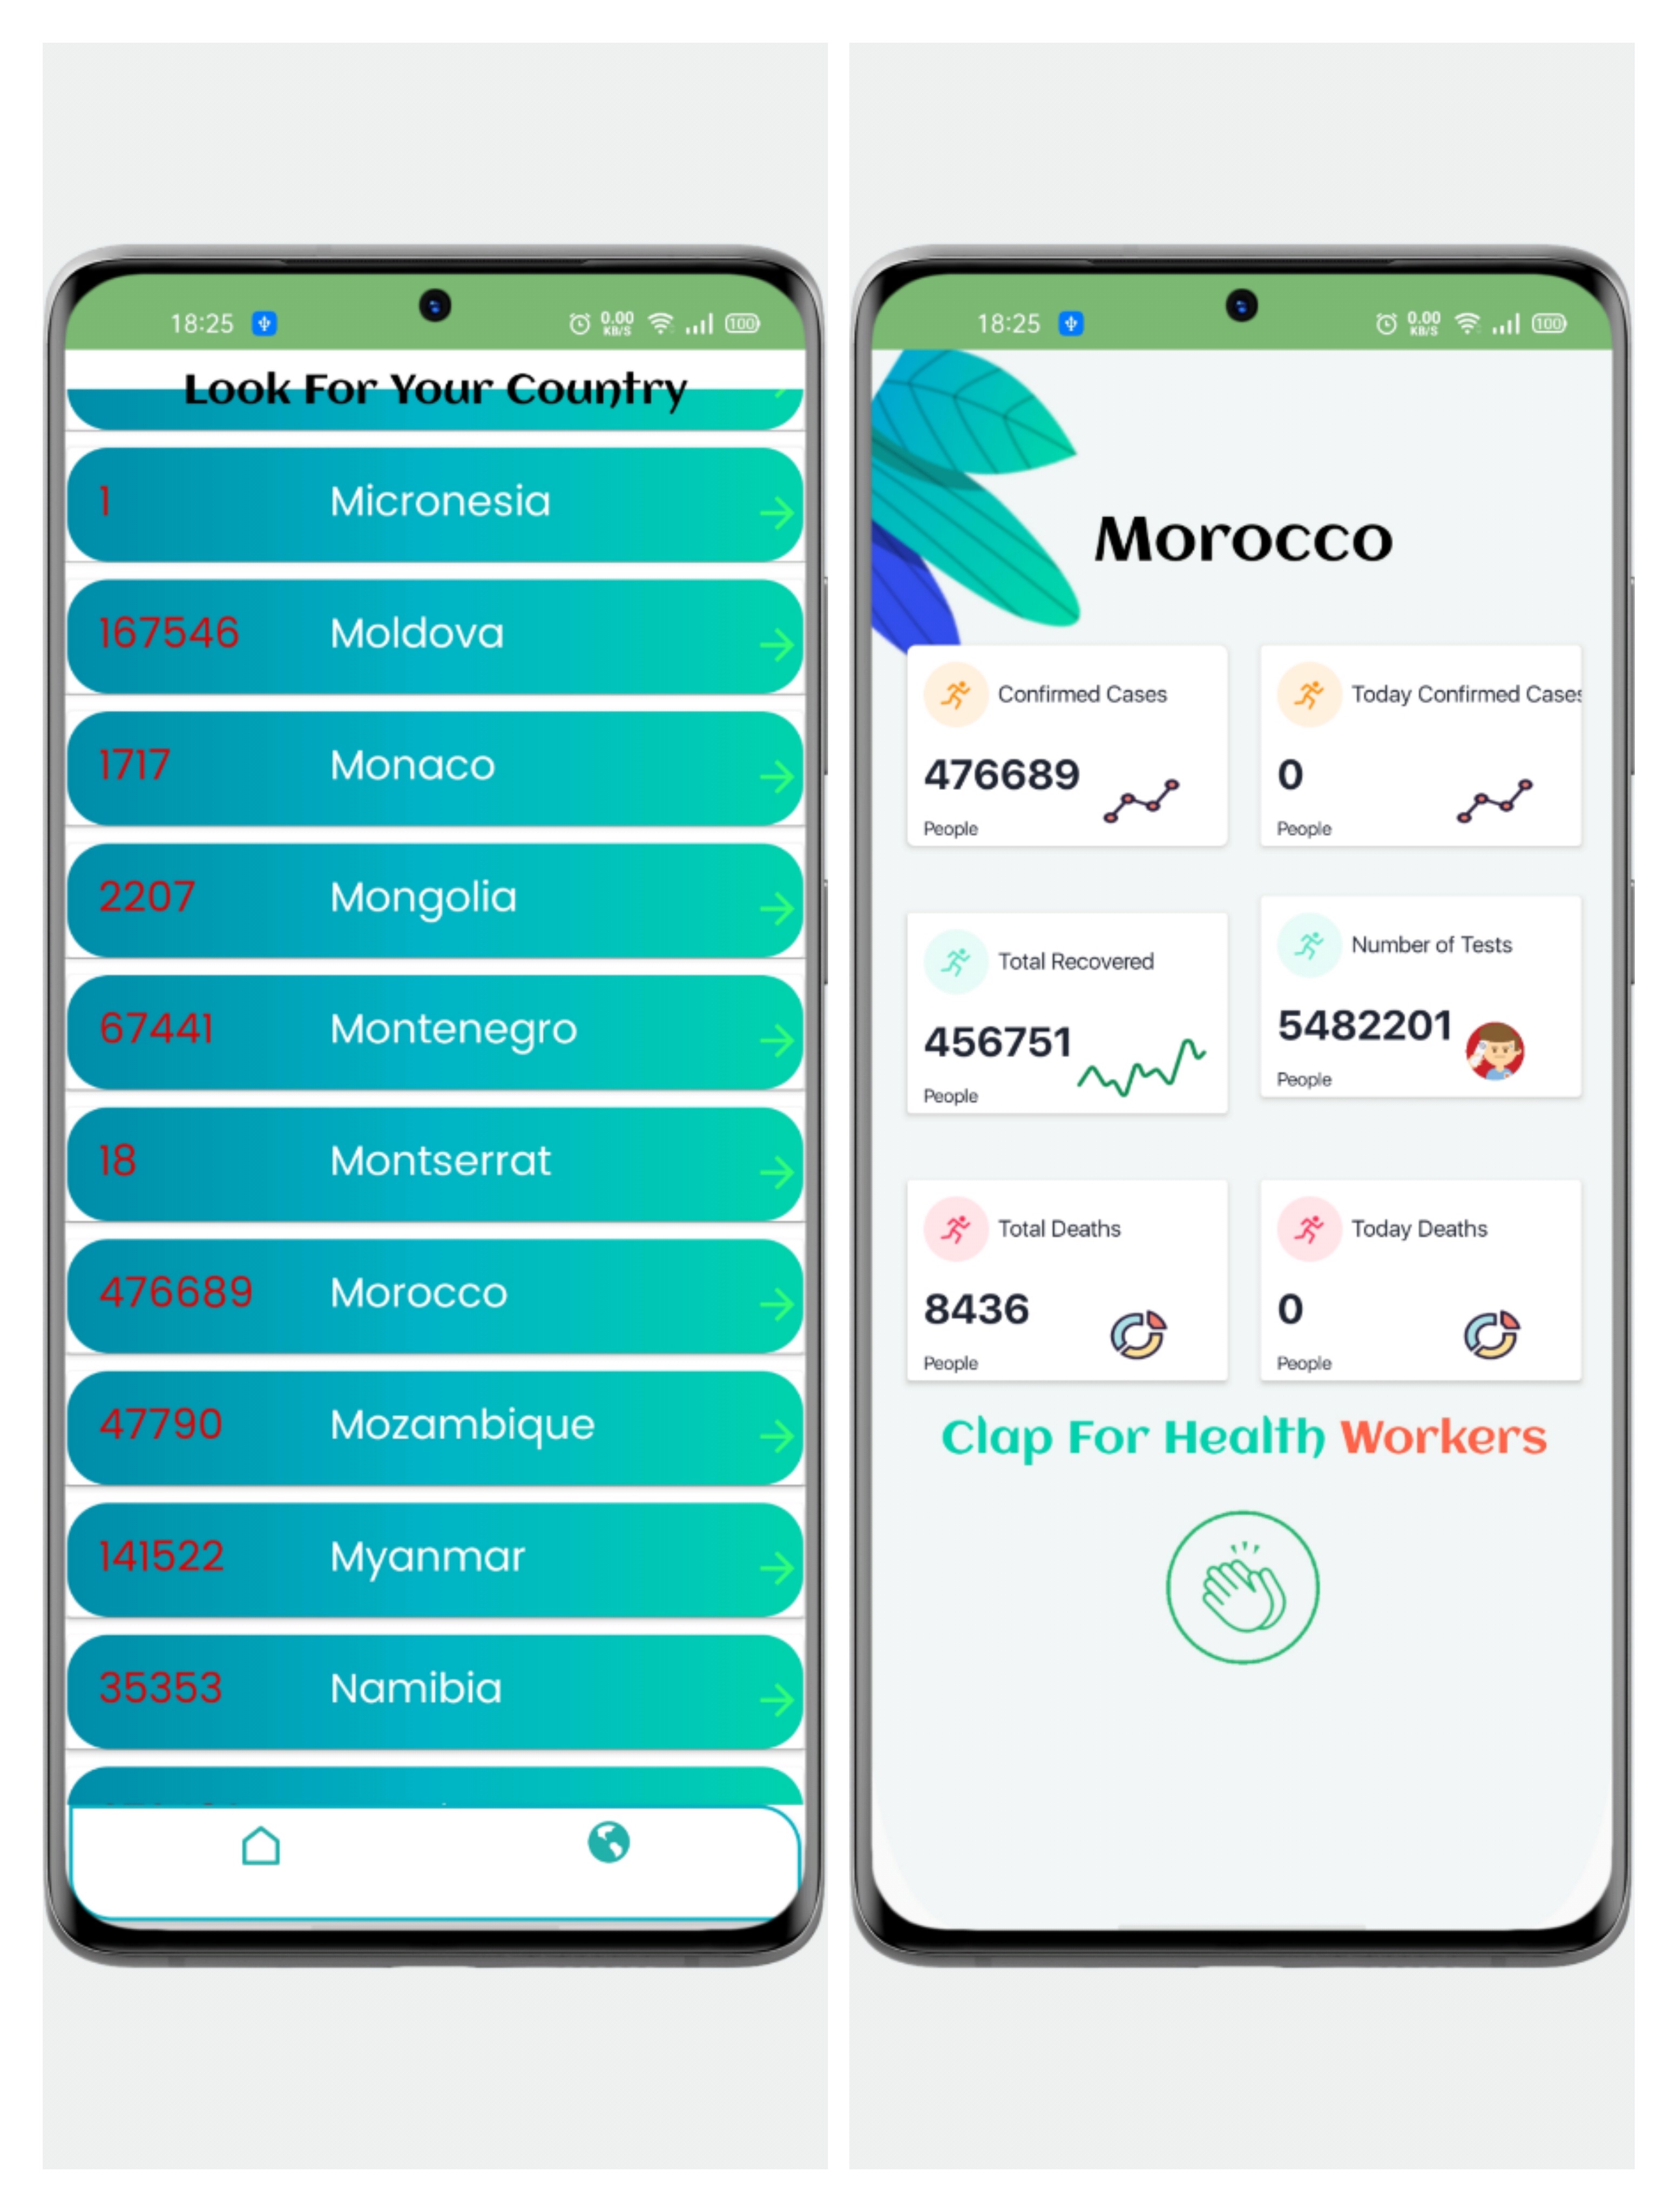 18:25
0.00
KB/S
100
Look For Your Country
1 Micronesia
167546 Moldova
1717 Monaco
2207 Mongolia
67441 Montenegro
18 Montserrat
476689 Morocco
47790 Mozambique
141522 Myanmar
35353 Namibia
18:25
0.00
KB/S
100
Morocco
Confirmed Cases
476689
People
Today Confirmed Cases
0
People
Total Recovered
456751
People
Number of Tests
5482201
People
Total Deaths
8436
People
Today Deaths
0
People
Clap For Health Workers